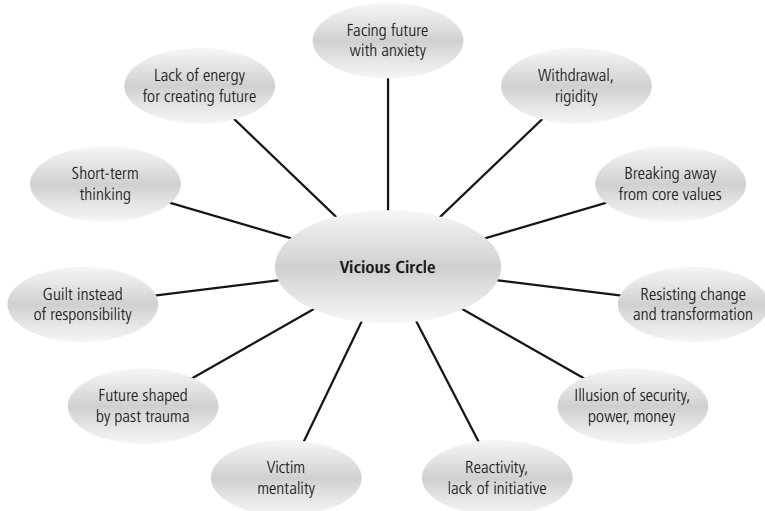 Facing future
with anxiety
Withdrawal,
rigidity
Breaking away
from core values
Resisting change
and transformation
Illusion of security,
power, money
Reactivity,
lack of initiative
Victim
mentality
Future shaped
by past trauma
Guilt instead
of responsibility
Short-term
thinking
Lack of energy
for creating future
Vicious Circle